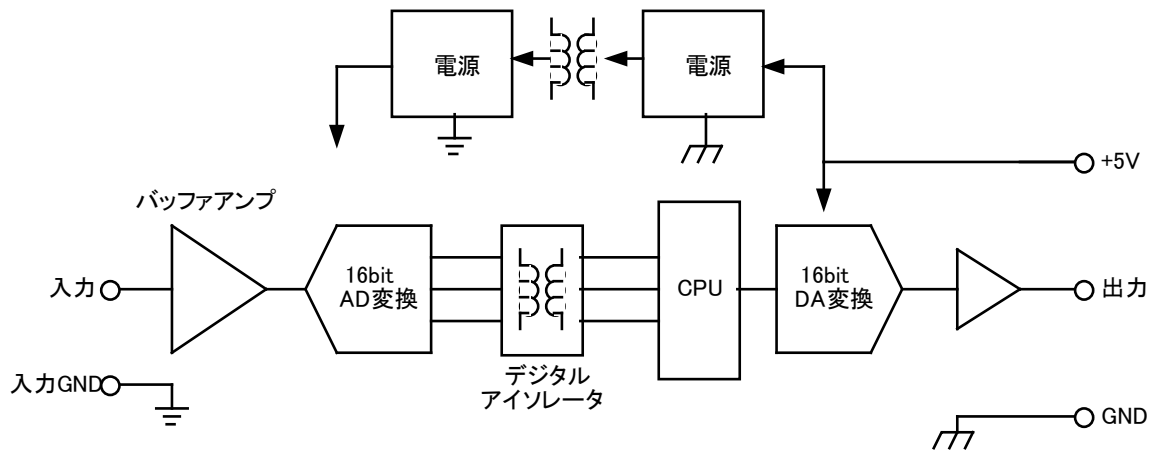 電源
電源
+5V
バッファアンプ
入力
16bit
AD変換
デジタル
アイソレータ
CPU
16bit
DA変換
出力
入力GND
GND